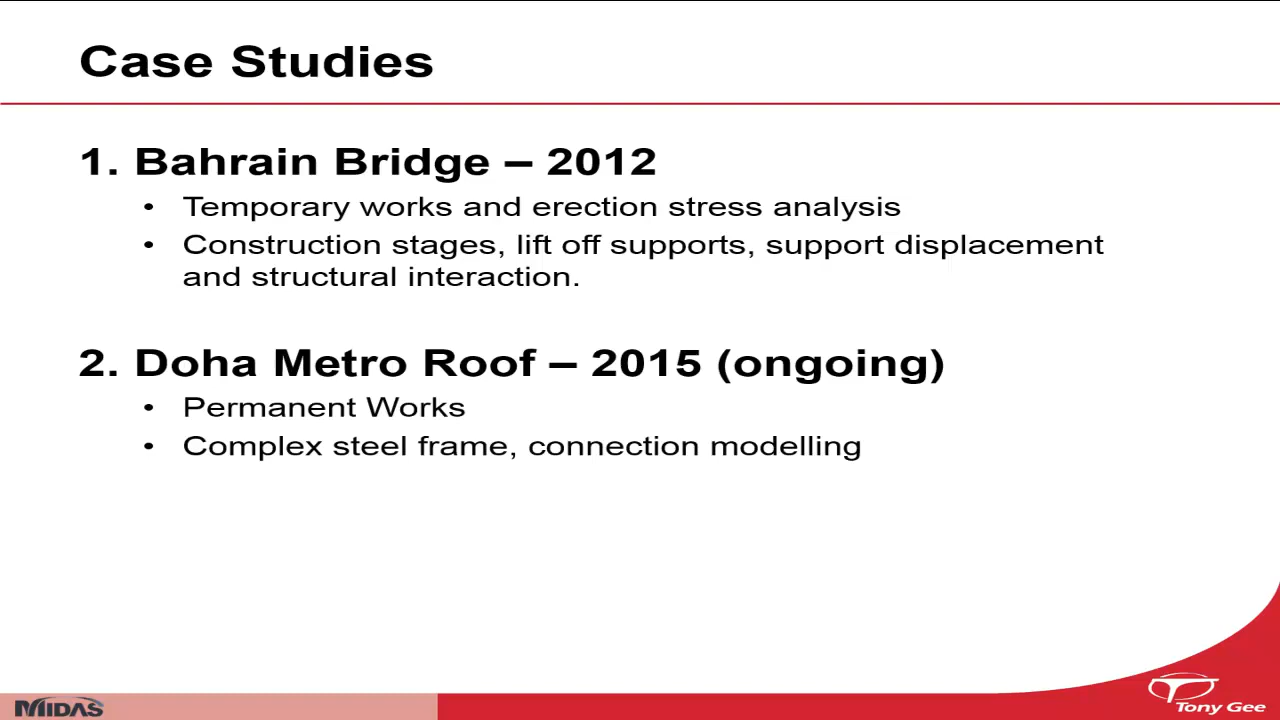 Case Studies
1. Bahrain Bridge – 2012
• Temporary works and erection stress analysis
• Construction stages, lift off supports, support displacement
and structural interaction.
2. Doha Metro Roof – 2015 (ongoing)
• Permanent Works
• Complex steel frame, connection modelling
MIDAS
Tony Gee